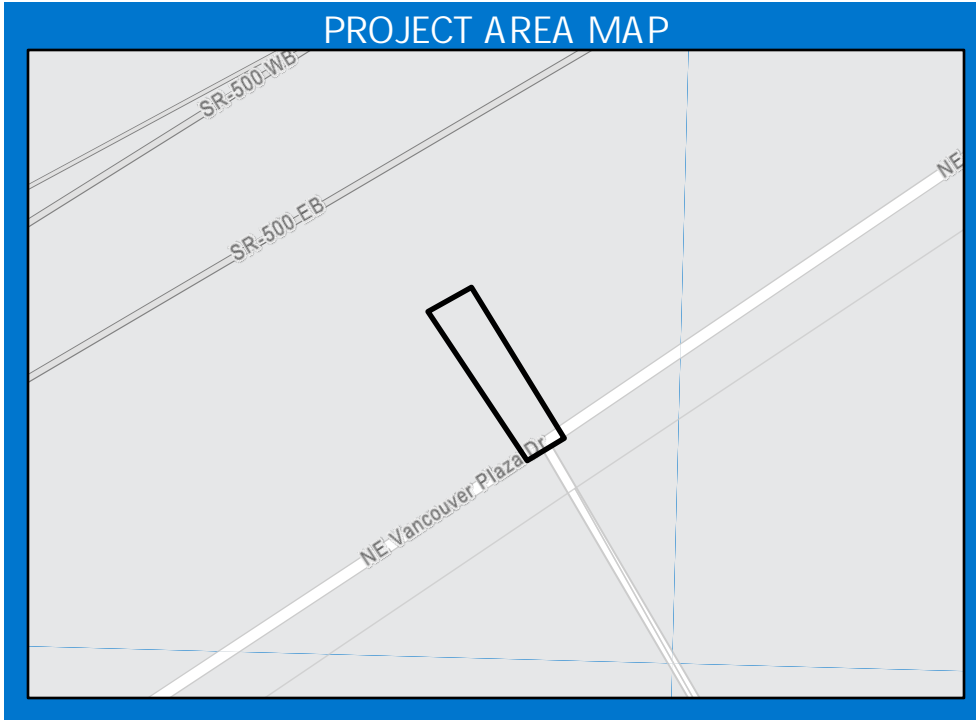 PROJECT AREA MAP
SR-500-WB
SR-500-EB
NE
NE Vancouver Plaza Dr